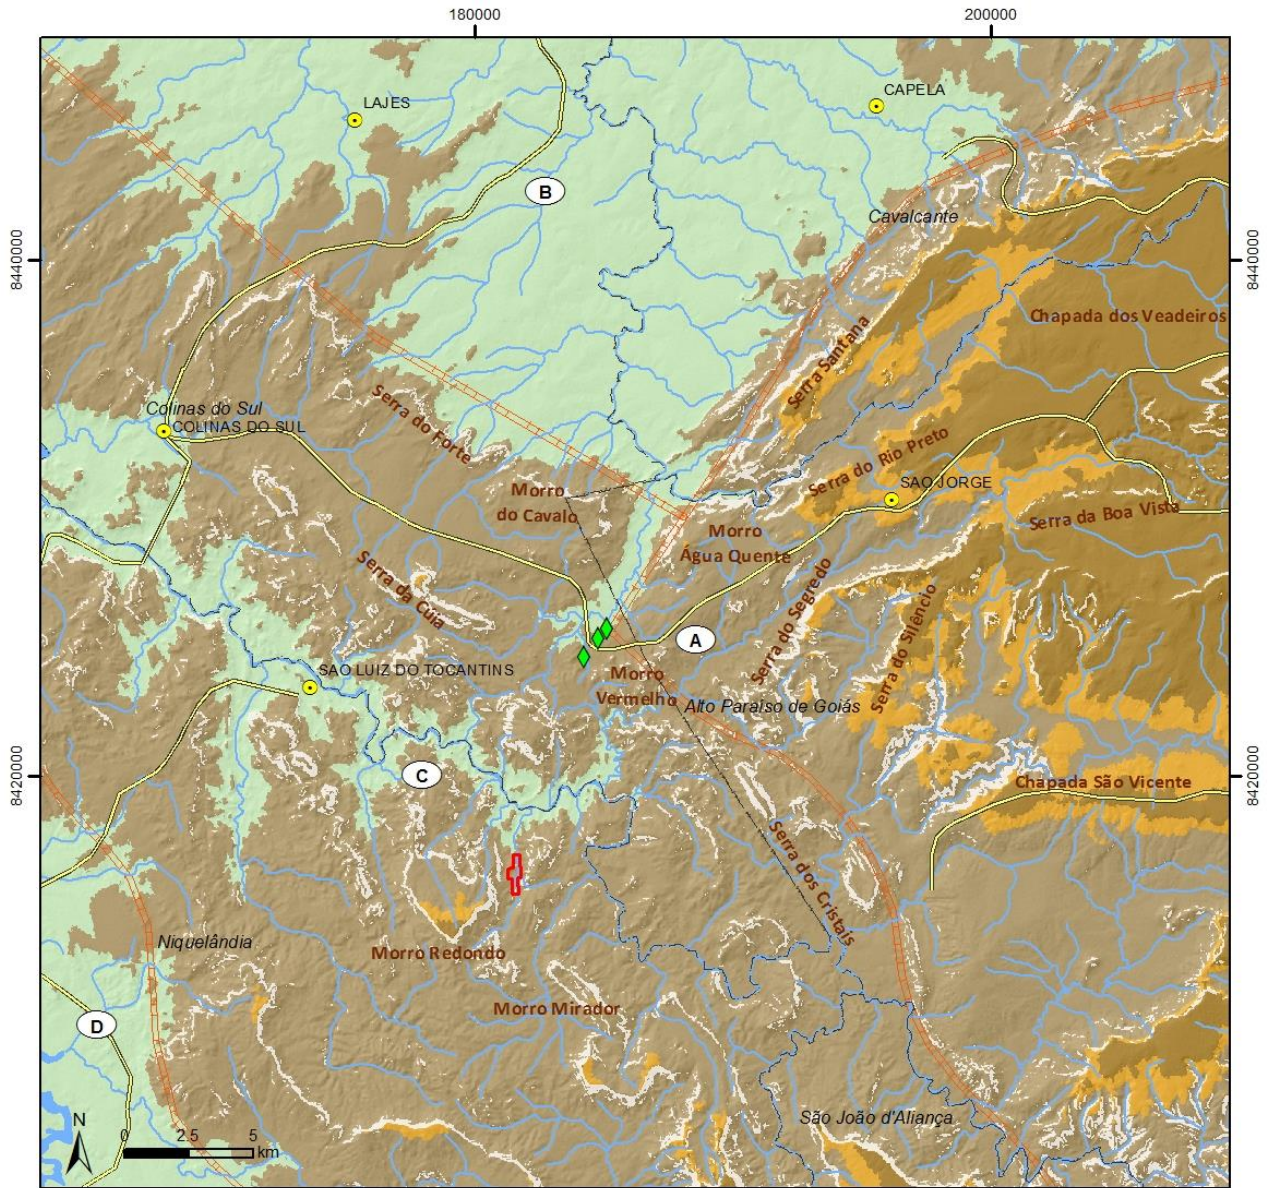 180000
200000
LAJES
CAPELA
B
Cavalcante
8440000
8440000
Chapada dos Veadeiros
Serra Santana
Serra do Forte
Colinas do Sul
COLINAS DO SUL
Serra do Rio Preto
SAO JORGE
Morro
do Cavalo
Serra da Boa Vista
Morro
Água Quente
Serra da Cuia
Serra do Segredo
Serra do Silêncio
A
SAO LUIZ DO TOCANTINS
Morro
Vermelho
Alto Paraíso de Goiás
8420000
8420000
C
Chapada São Vicente
Serra dos Cristais
Niquelândia
Morro Redondo
Morro Mirador
D
São João d'Aliança
N
0 2.5 5
km